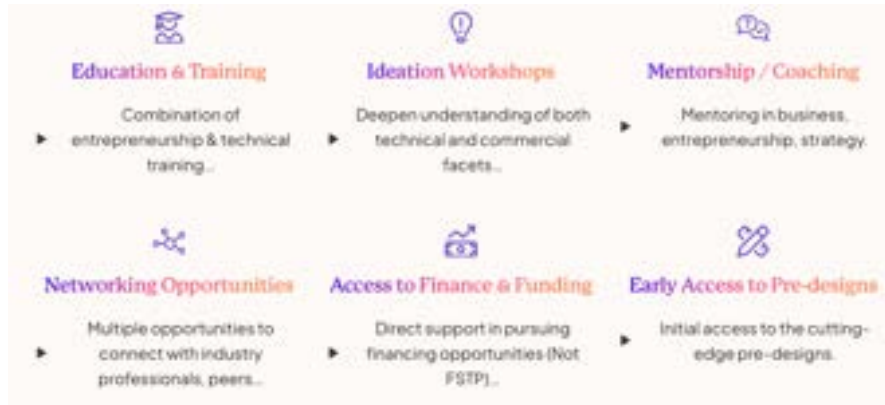 Education & Training
Combination of
entrepreneurship & technical
training...
Ideation Workshops
Deepen understanding of both
technical and commercial
facets...
Mentorship / Coaching
Mentoring in business,
entrepreneurship, strategy.
Networking Opportunities
Multiple opportunities to
connect with industry
professionals, peers...
Access to Finance & Funding
Direct support in pursuing
financing opportunities (Not
FSTP)...
Early Access to Pre-designs
Initial access to the cutting-
edge pre-designs.